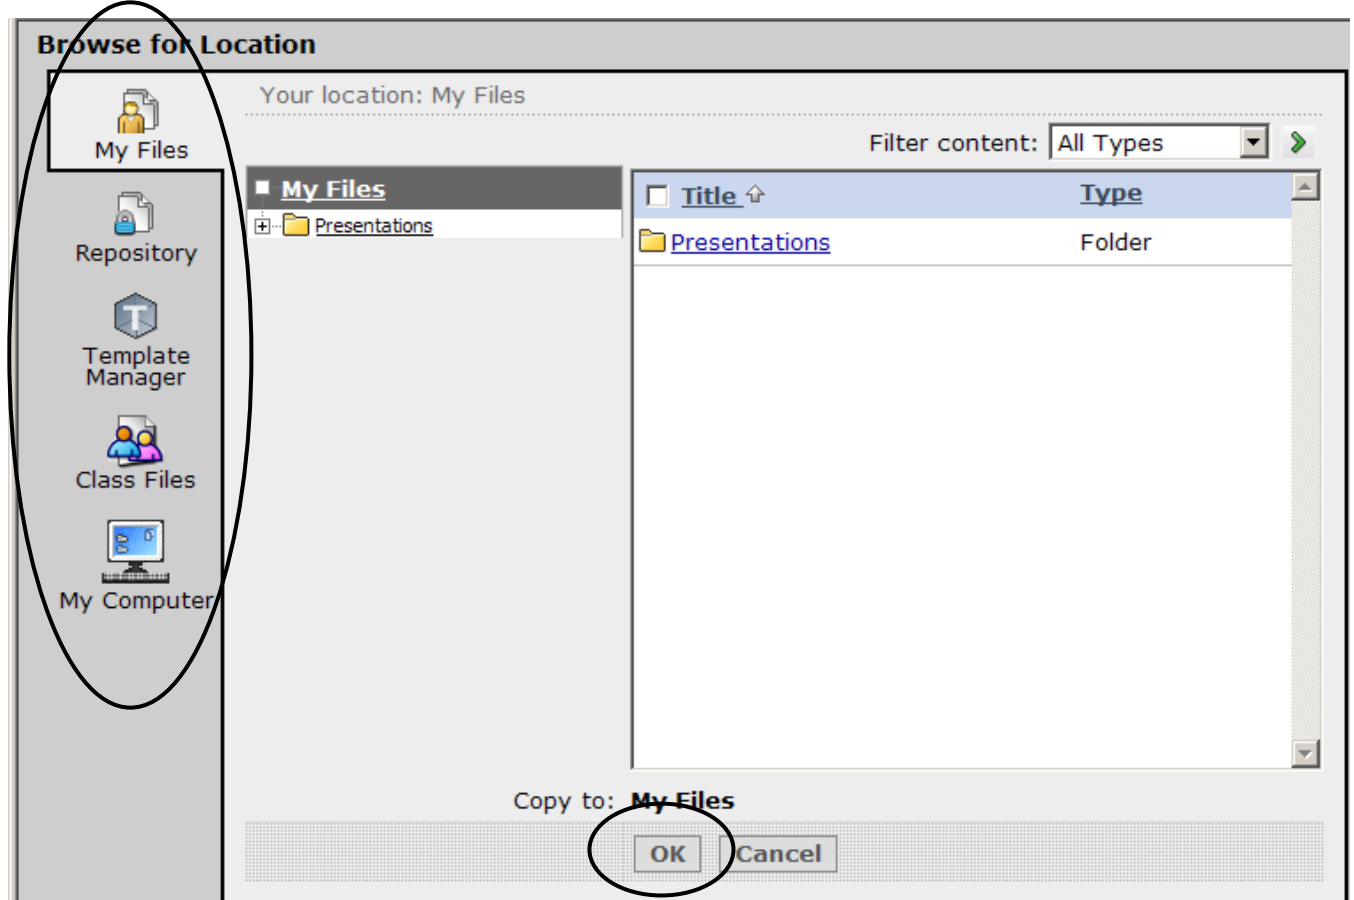 Browse for Location
My Files
Repository
Template
Manager
Class Files
My Computer
Your location: My Files
Filter content: All Types
My Files
Presentations
Title Type
Presentations Folder
Copy to: My Files
OK Cancel